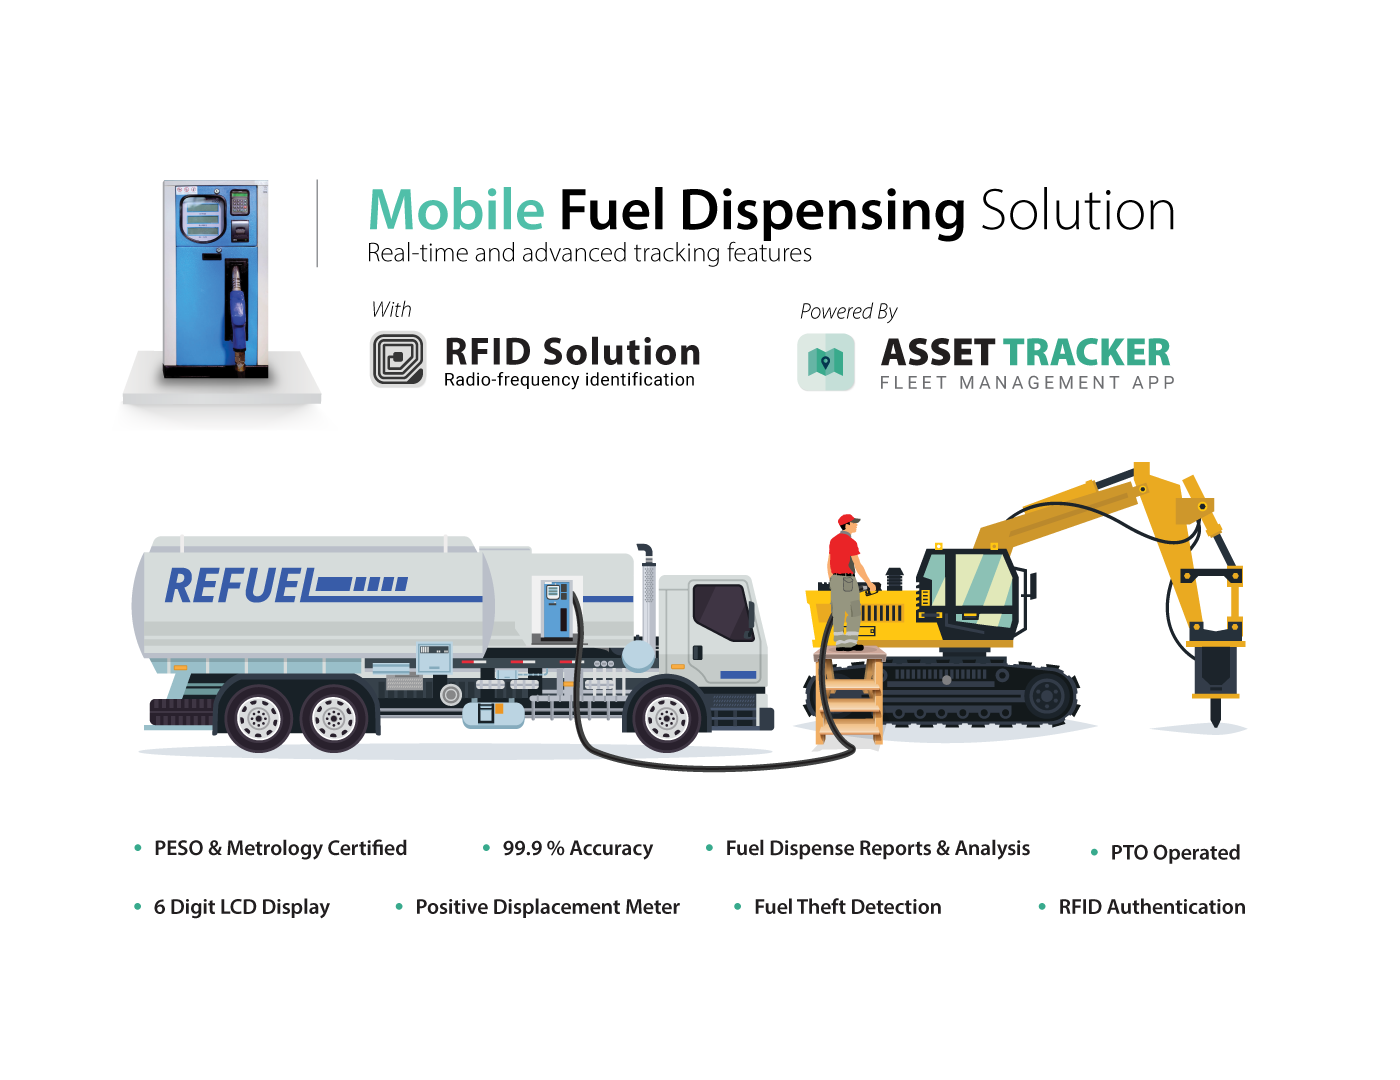 Mobile Fuel Dispensing Solution
Real-time and advanced tracking features
With
RFID Solution
Radio-frequency identification
Powered By
ASSET TRACKER
FLEET MANAGEMENT APP
REFUEL
• PESO & Metrology Certified
• 99.9 % Accuracy
• Fuel Dispense Reports & Analysis
• PTO Operated
• 6 Digit LCD Display
• Positive Displacement Meter
• Fuel Theft Detection
• RFID Authentication